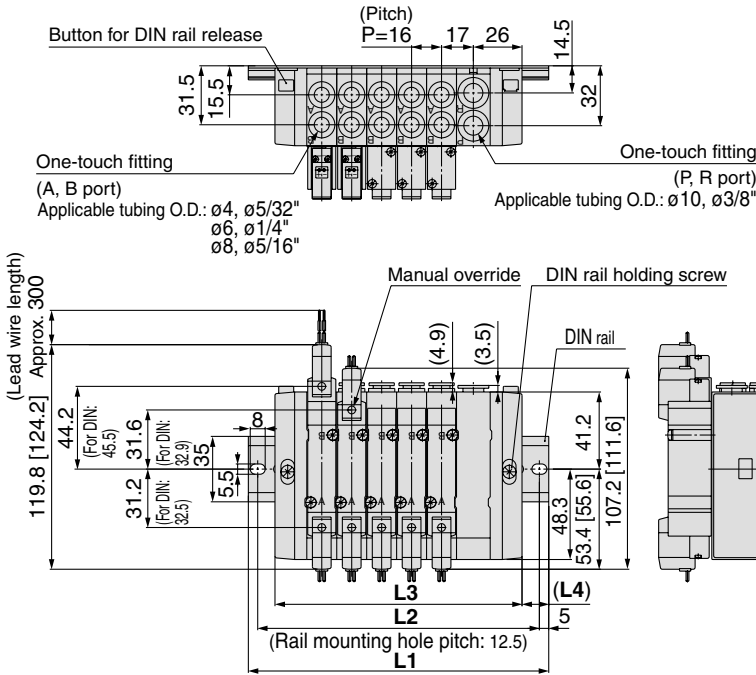 (Pitch)
P=16
17
26
14.5
Button for DIN rail release
31.5
15.5
32
A A A A A
B B B B B
One-touch fitting
(A, B port)
Applicable tubing O.D.: ø4, ø5/32"
ø6, ø1/4"
ø8, ø5/16"
One-touch fitting
(P, R port)
Applicable tubing O.D.: ø10, ø3/8"
Manual override
DIN rail holding screw
DIN rail
(Lead wire length)
Approx. 300
(4.9)
(3.5)
119.8 [124.2]
44.2
(For DIN:
45.5)
31.6
(For DIN:
32.9)
8
35
5.5
31.2
(For DIN:
32.5)
B B B B
A A A A A
41.2
48.3
53.4 [55.6]
107.2 [111.6]
L3
(L4)
L2
5
(Rail mounting hole pitch: 12.5)
L1